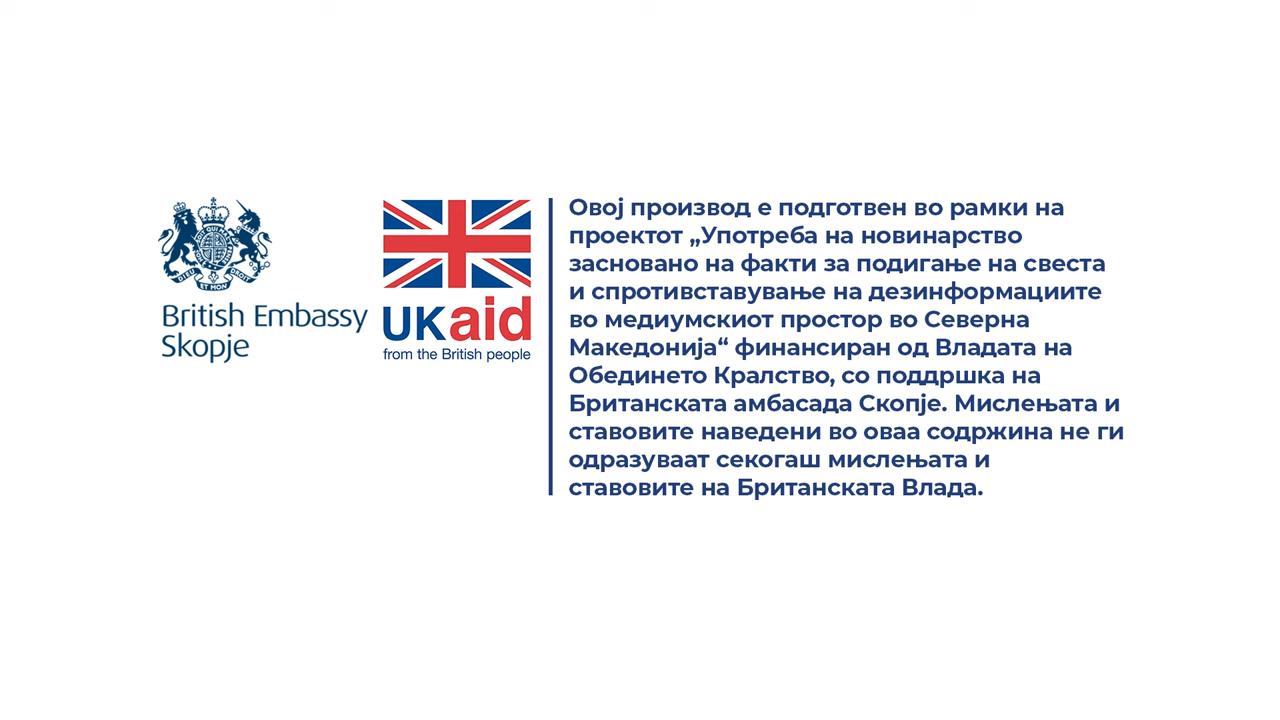 British Embassy
Skopje
UKaid
from the British people
Овој производ е подготвен во рамки на
проектот „Употреба на новинарство
засновано на факти за подигање на свеста
и спротивставување на дезинформациите
во медиумскиот простор во Северна
Македонија“ финансиран од Владата на
Обединето Кралство, со поддршка на
Британската амбасада Скопје. Мислењата и
ставовите наведени во оваа содржина не ги
одразуваат секогаш мислењата и
ставовите на Британската Влада.